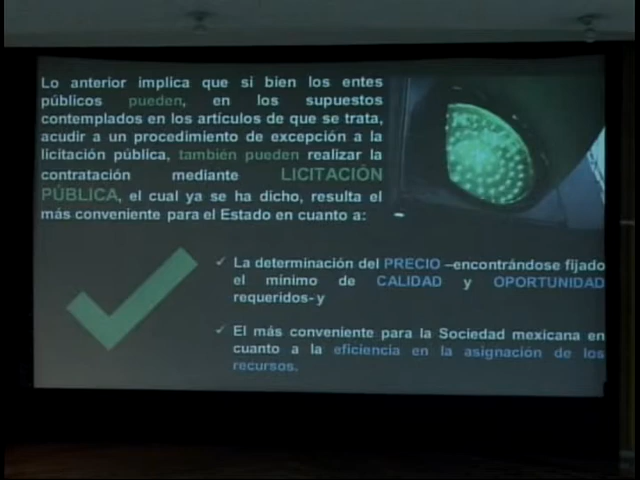 Lo anterior implica que si bien los entes
públicos pueden, en los supuestos
contemplados en los artículos de que se trata,
acudir a un procedimiento de excepción a la
licitación pública, también pueden realizar la
contratación mediante LICITACIÓN
PÚBLICA, el cual ya se ha dicho, resulta el
más conveniente para el Estado en cuanto a:
✓ La determinación del PRECIO –encontrándose fijado
el mínimo de CALIDAD y OPORTUNIDAD
requeridos- y
✓ El más conveniente para la Sociedad mexicana en
cuanto a la eficiencia en la asignación de los
recursos.